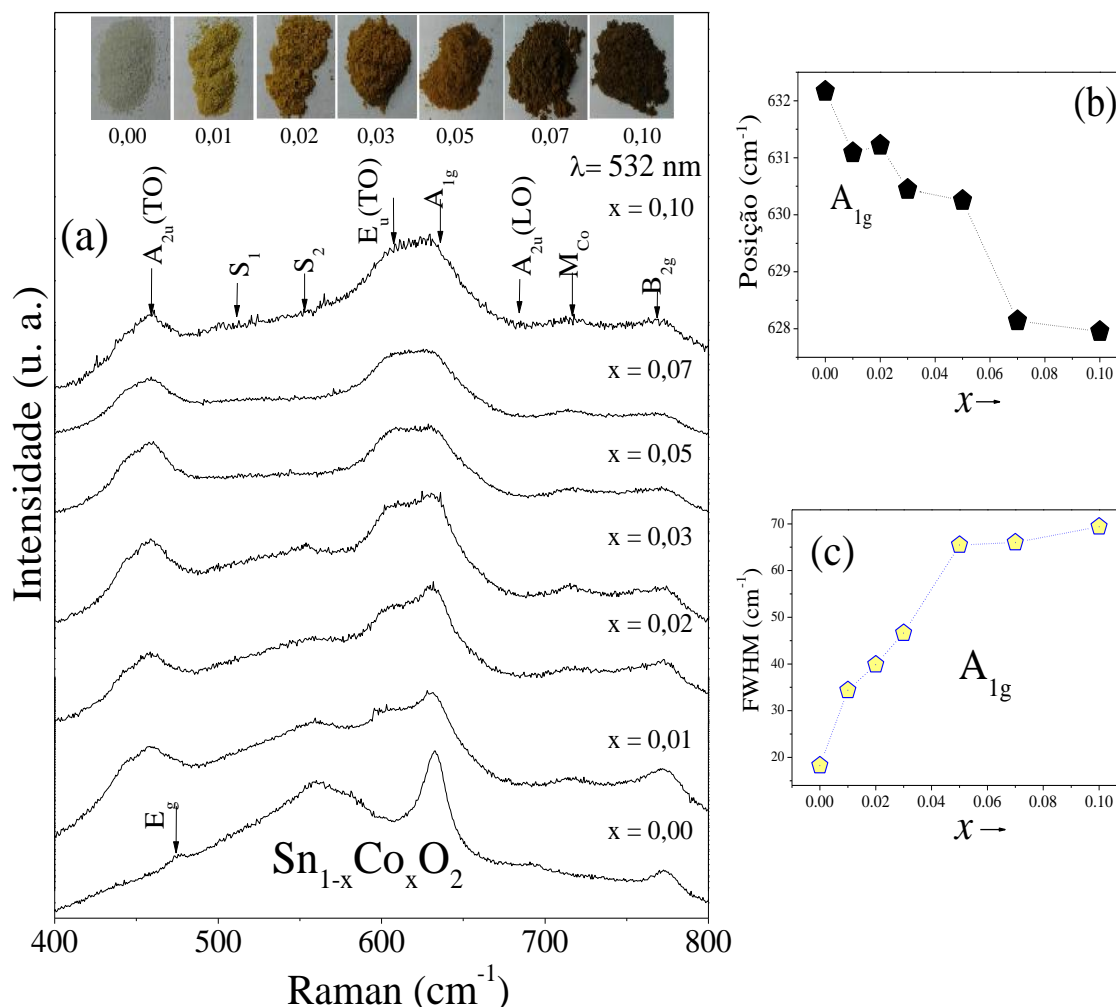 0,00 0,01 0,02 0,03 0,05 0,07 0,10
λ= 532 nm
(a)
A2u(TO)
S1
S2
Eu(TO)
A1g
A2u(LO)
MCo
B2g
x = 0,10
x = 0,07
x = 0,05
x = 0,03
x = 0,02
x = 0,01
x = 0,00
Eg
Sn1-xCoxO2
Intensidade (u. a.)
400 500 600 700 800
Raman (cm-1)
(b)
A1g
Posição (cm-1)
632
631
630
629
628
0.00 0.02 0.04 0.06 0.08 0.10
x→
(c)
A1g
FWHM (cm-1)
70
60
50
40
30
20
0.00 0.02 0.04 0.06 0.08 0.10
x→